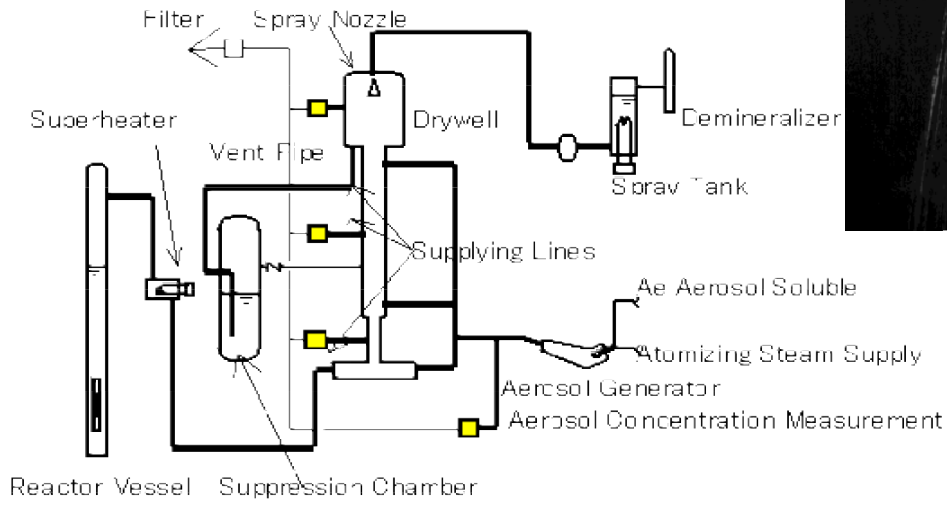 Filter
Spray Nozzle
Superheater
Drywell
Demineralizer
Vent Pipe
Spray Tank
Supplying Lines
Ae Aerosol Soluble
Atomizing Steam Supply
Aerosol Generator
Aerosol Concentration Measurement
Reactor Vessel
Suppression Chamber